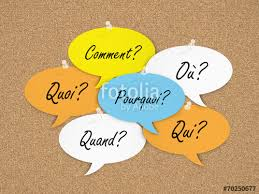 Comment?
Où?
Quoi?
Pourquoi?
fotolia
Quand?
Qui?
#70250677